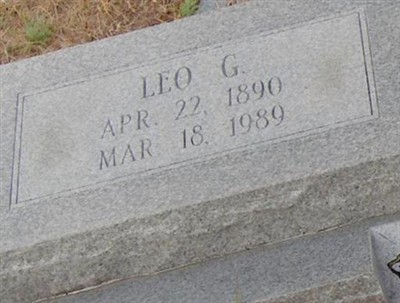 LEO G.
APR. 22, 1890
MAR 18, 1989